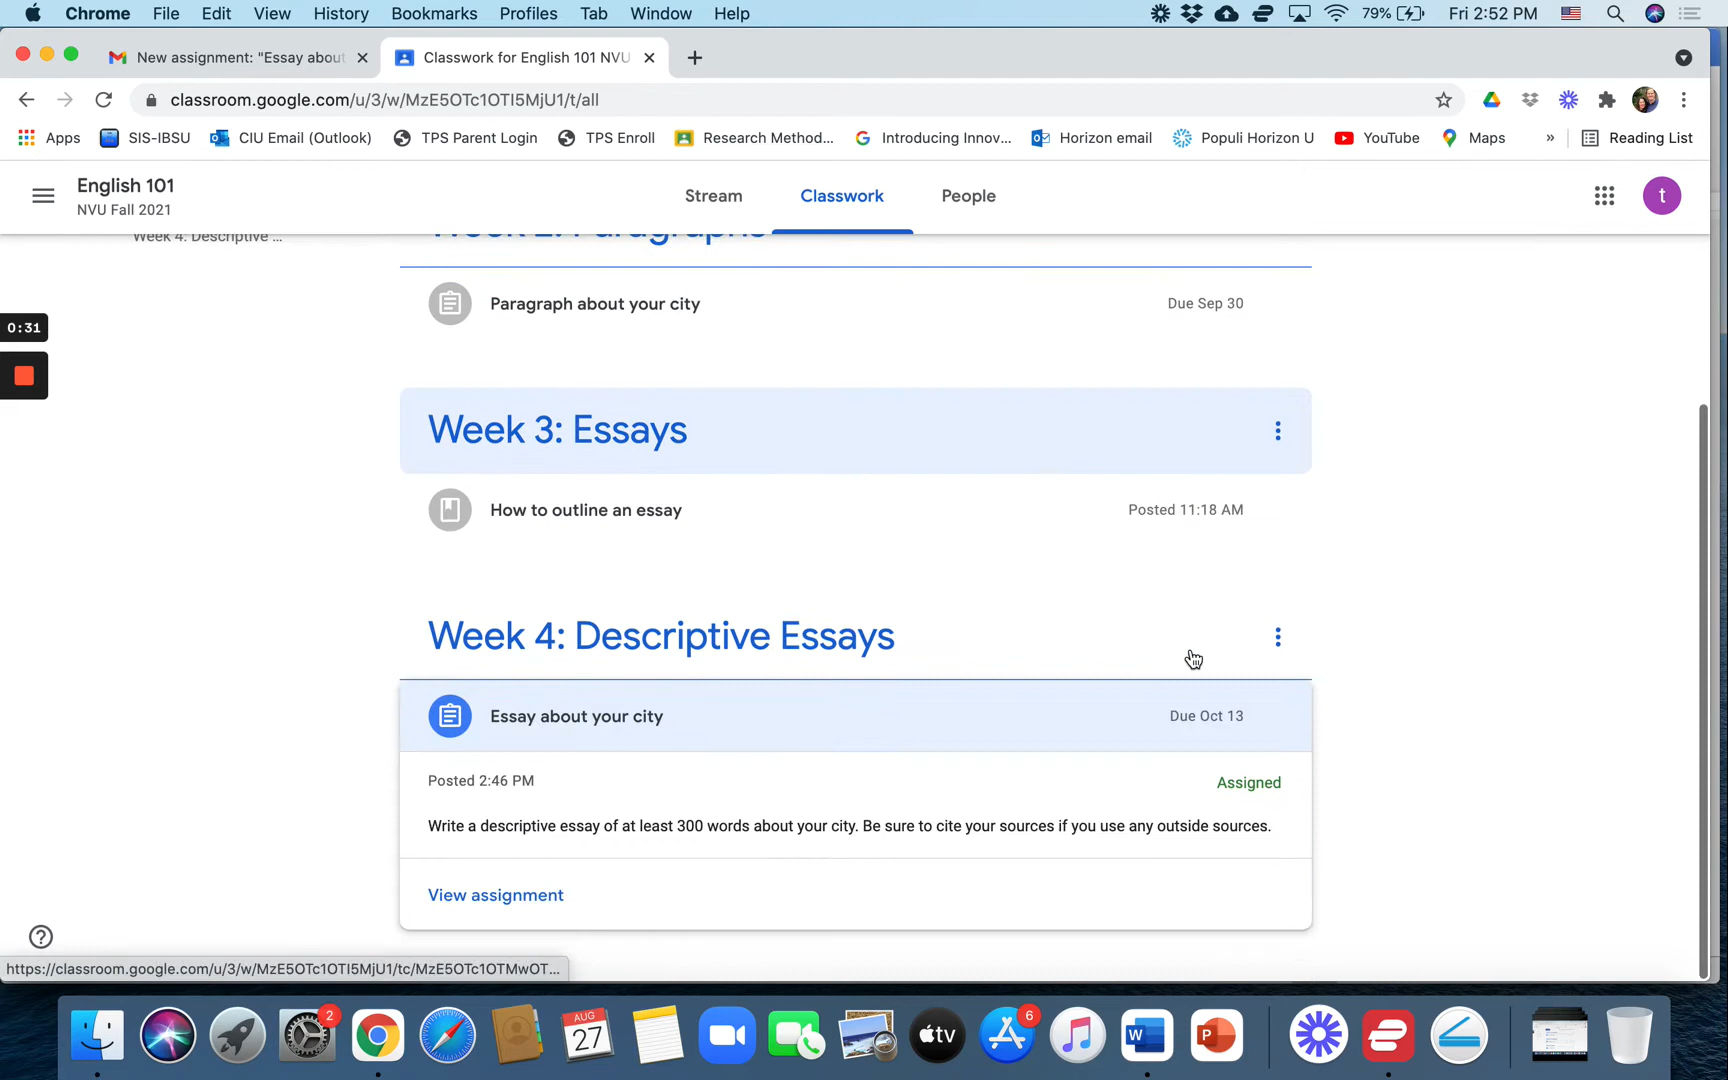 Chrome File Edit View History Bookmarks Profiles Tab Window Help 79% Fri 2:52 PM
New assignment: "Essay about Classwork for English 101 NVU
classroom.google.com/u/3/w/MzE5OTc1OTI5MjU1/t/all
Apps SIS-IBSU CIU Email (Outlook) TPS Parent Login TPS Enroll Research Method... Introducing Innov... Horizon email Populi Horizon U YouTube Maps » Reading List
English 101
NVU Fall 2021
Stream Classwork People t
Week 4: Descriptive ...
Week 2: Paragraphs
Paragraph about your city Due Sep 30
0:31
Week 3: Essays
How to outline an essay Posted 11:18 AM
Week 4: Descriptive Essays
Essay about your city Due Oct 13
Posted 2:46 PM Assigned
Write a descriptive essay of at least 300 words about your city. Be sure to cite your sources if you use any outside sources.
View assignment
https://classroom.google.com/u/3/w/MzE5OTc1OTI5MjU1/tc/MzE5OTc1OTMwOT...
2 AUG 27 tv 6 W P